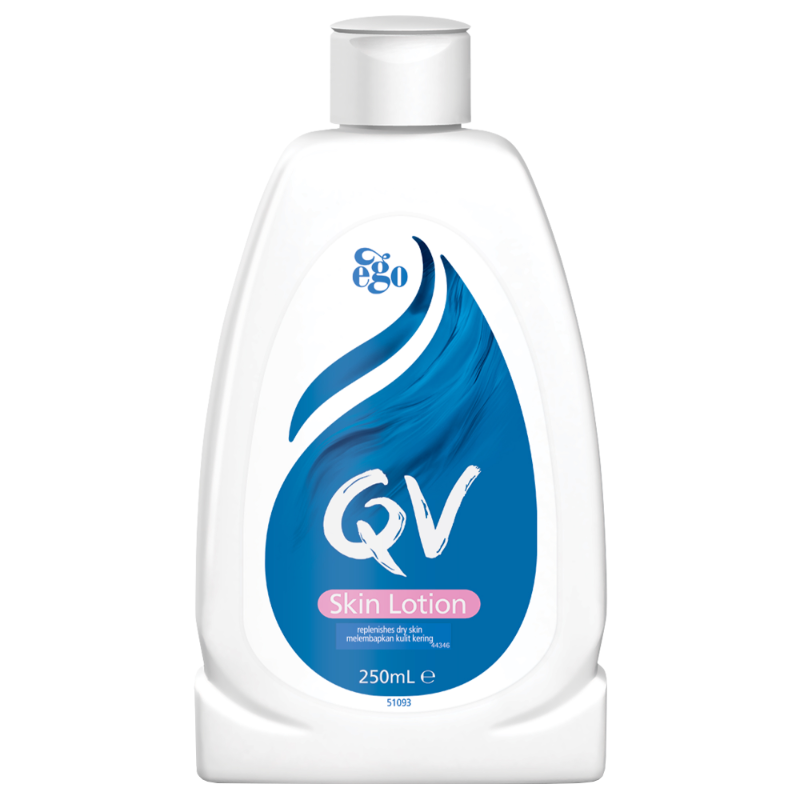 ego
QV
Skin Lotion
replenishes dry skin
melembapkan kulit kering
44346
250mL ℮
51093